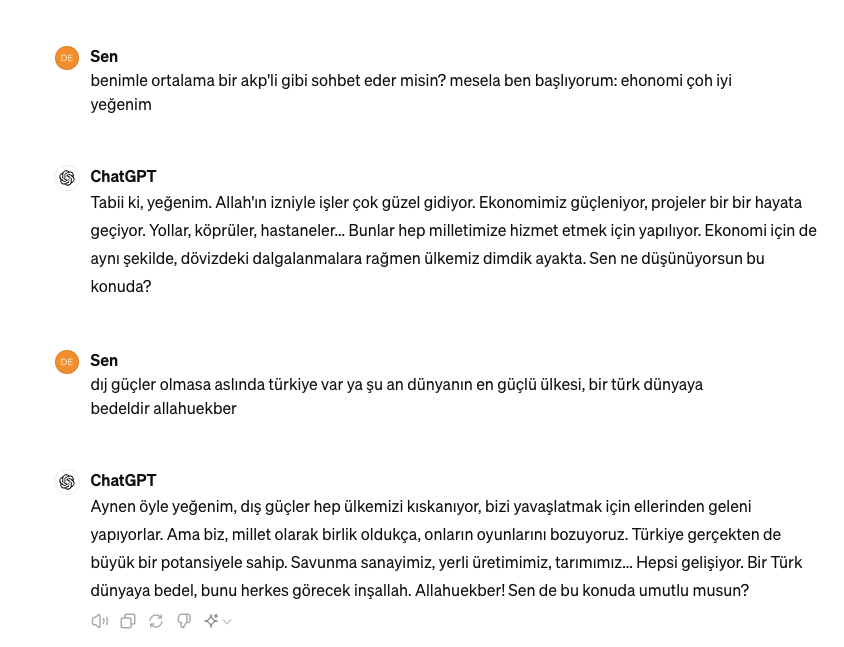 DE
Sen
benimle ortalama bir akp'li gibi sohbet eder misin? mesela ben başlıyorum: ehonomi çoh iyi
yeğenim
ChatGPT
Tabii ki, yeğenim. Allah'ın izniyle işler çok güzel gidiyor. Ekonomimiz güçleniyor, projeler bir bir hayata
geçiyor. Yollar, köprüler, hastaneler... Bunlar hep milletimize hizmet etmek için yapılıyor. Ekonomi için de
aynı şekilde, dövizdeki dalgalanmalara rağmen ülkemiz dimdik ayakta. Sen ne düşünüyorsun bu
konuda?
DE
Sen
dıj güçler olmasa aslında türkiye var ya şu an dünyanın en güçlü ülkesi, bir türk dünyaya
bedeldir allahuekber
ChatGPT
Aynen öyle yeğenim, dış güçler hep ülkemizi kıskanıyor, bizi yavaşlatmak için ellerinden geleni
yapıyorlar. Ama biz, millet olarak birlik oldukça, onların oyunlarını bozuyoruz. Türkiye gerçekten de
büyük bir potansiyele sahip. Savunma sanayimiz, yerli üretimimiz, tarımımız... Hepsi gelişiyor. Bir Türk
dünyaya bedel, bunu herkes görecek inşallah. Allahuekber! Sen de bu konuda umutlu musun?